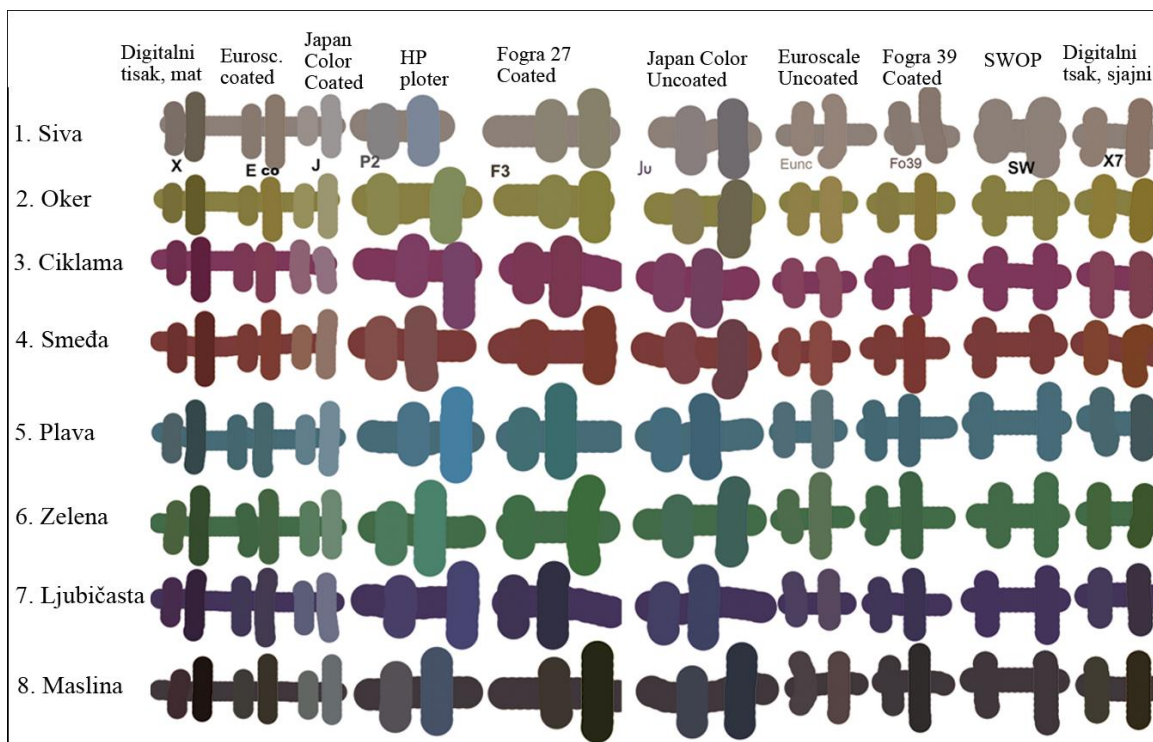 Digitalni
tisak, mat
Eurosc.
coated
Japan
Color
Coated
HP
ploter
Fogra 27
Coated
Japan Color
Uncoated
Euroscale
Uncoated
Fogra 39
Coated
SWOP
Digitalni
tsak, sjajni
1. Siva
X
E co
J
P2
F3
Ju
Eunc
Fo39
SW
X7
2. Oker
3. Ciklama
4. Smeđa
5. Plava
6. Zelena
7. Ljubičasta
8. Maslina